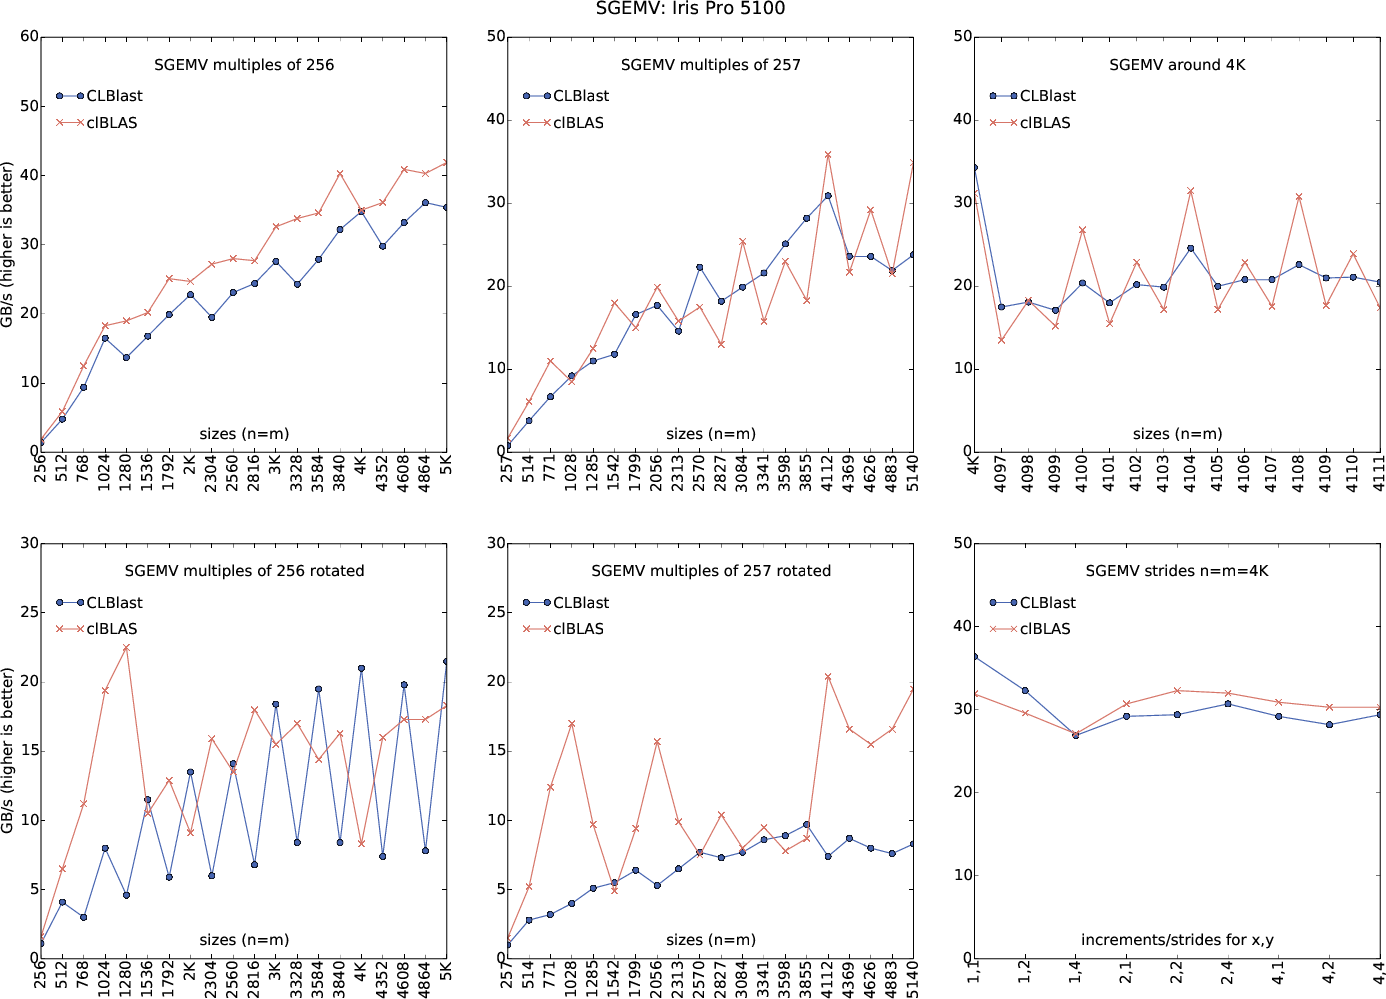 SGEMV: Iris Pro 5100
60
50
40
30
20
10
0
GB/s (higher is better)
SGEMV multiples of 256
CLBlast
clBLAS
sizes (n=m)
256 512 768 1024 1280 1536 1792 2K 2304 2560 2816 3K 3328 3584 3840 4K 4352 4608 4864 5K
50
40
30
20
10
0
SGEMV multiples of 257
CLBlast
clBLAS
sizes (n=m)
257 514 771 1028 1285 1542 1799 2056 2313 2570 2827 3084 3341 3598 3855 4112 4369 4626 4883 5140
50
40
30
20
10
0
SGEMV around 4K
CLBlast
clBLAS
sizes (n=m)
4K 4097 4098 4099 4100 4101 4102 4103 4104 4105 4106 4107 4108 4109 4110 4111
30
25
20
15
10
5
0
GB/s (higher is better)
SGEMV multiples of 256 rotated
CLBlast
clBLAS
sizes (n=m)
256 512 768 1024 1280 1536 1792 2K 2304 2560 2816 3K 3328 3584 3840 4K 4352 4608 4864 5K
30
25
20
15
10
5
0
SGEMV multiples of 257 rotated
CLBlast
clBLAS
sizes (n=m)
257 514 771 1028 1285 1542 1799 2056 2313 2570 2827 3084 3341 3598 3855 4112 4369 4626 4883 5140
50
40
30
20
10
0
SGEMV strides n=m=4K
CLBlast
clBLAS
increments/strides for x,y
1,1 1,2 1,4 2,1 2,2 2,4 4,1 4,2 4,4